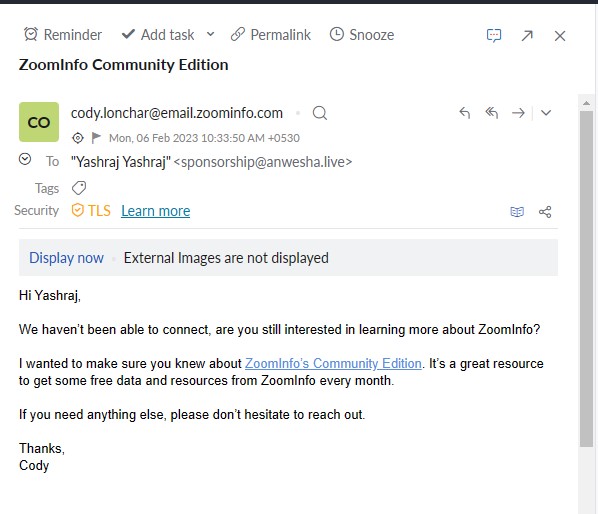 Reminder Add task Permalink Snooze
ZoomInfo Community Edition
CO
cody.lonchar@email.zoominfo.com
Mon, 06 Feb 2023 10:33:50 AM +0530
To "Yashraj Yashraj" <sponsorship@anwesha.live>
Tags
Security TLS Learn more
Display now External Images are not displayed
Hi Yashraj,
We haven't been able to connect, are you still interested in learning more about ZoomInfo?
I wanted to make sure you knew about ZoomInfo's Community Edition. It's a great resource
to get some free data and resources from ZoomInfo every month.
If you need anything else, please don't hesitate to reach out.
Thanks,
Cody